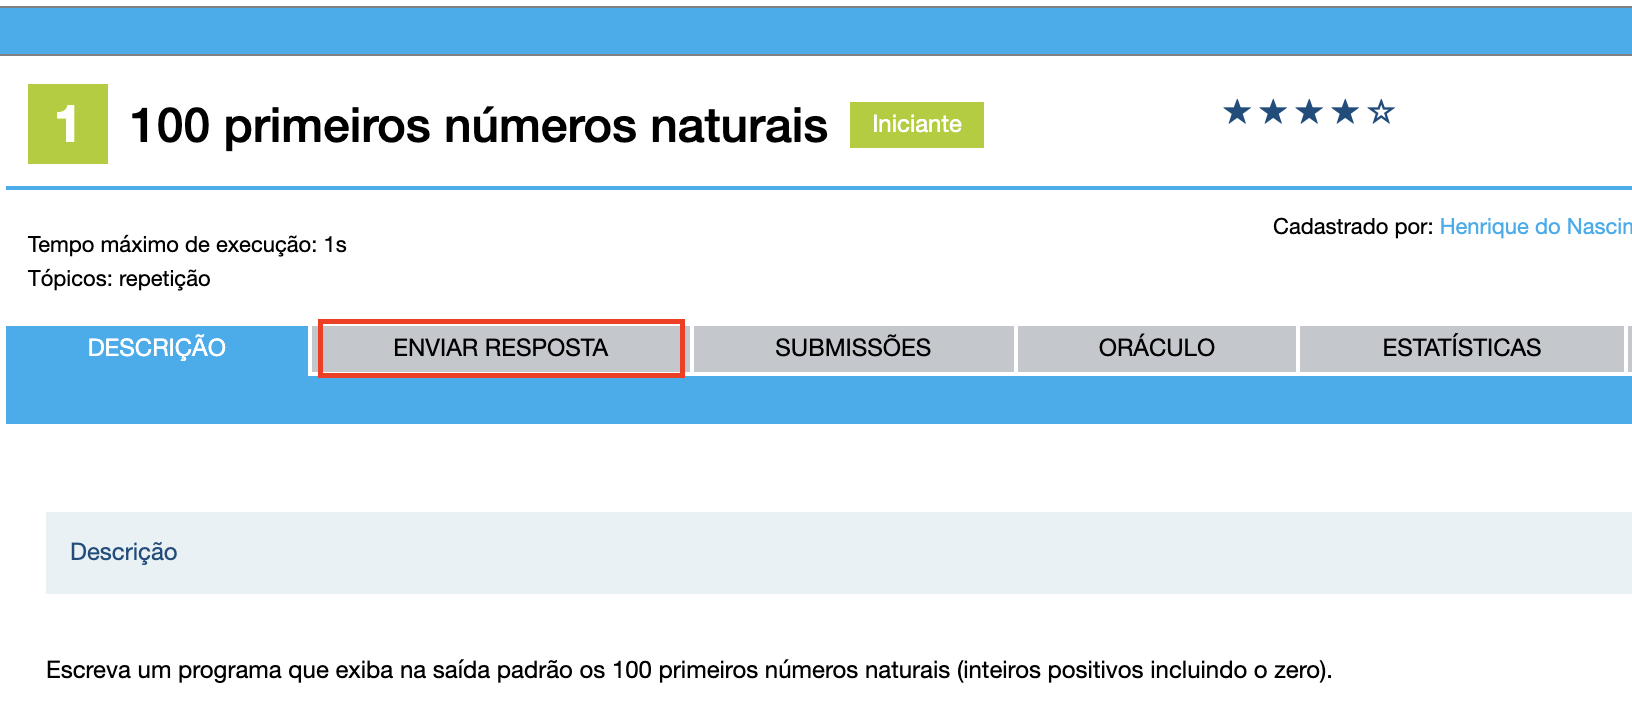 1 100 primeiros números naturais Iniciante
Cadastrado por: Henrique do
Tempo máximo de execução: 1s
Tópicos: repetição
DESCRIÇÃO ENVIAR RESPOSTA SUBMISSÕES ORÁCULO ESTATÍSTICAS
Descrição
Escreva um programa que exiba na saída padrão os 100 primeiros números naturais (inteiros positivos incluindo o zero).